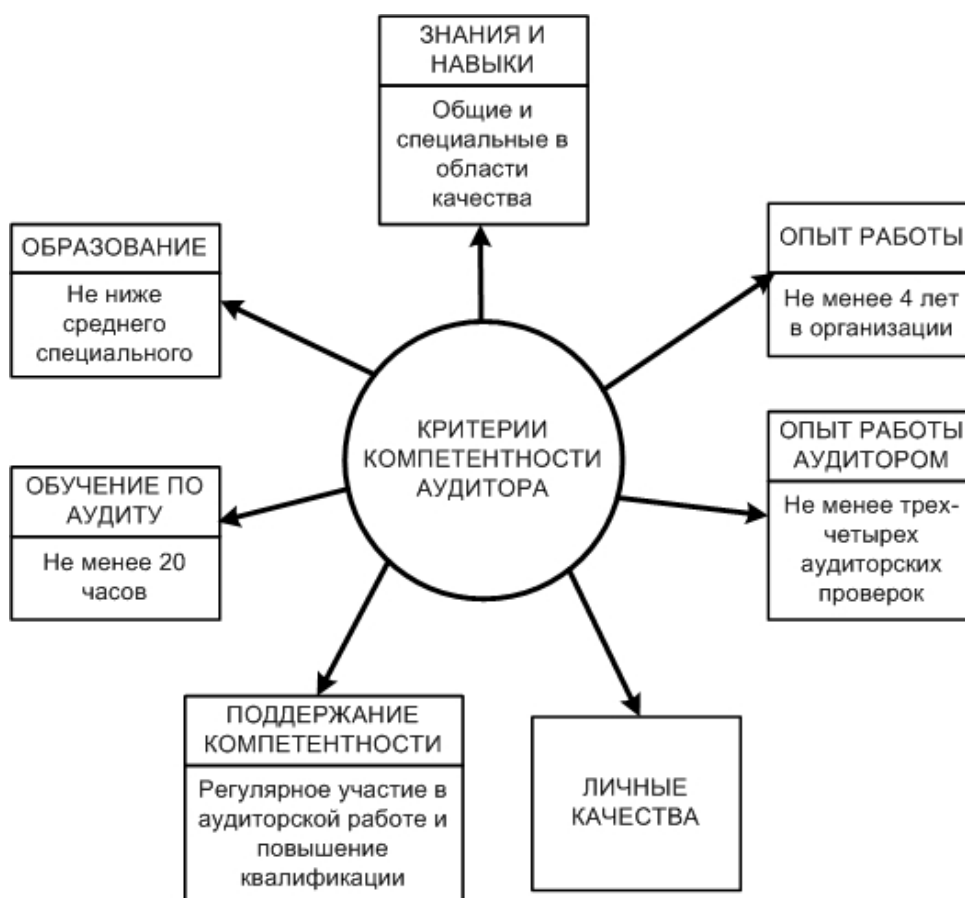 ЗНАНИЯ И
НАВЫКИ
Общие и
специальные в
области
качества
ОБРАЗОВАНИЕ
Не ниже
среднего
специального
ОПЫТ РАБОТЫ
Не менее 4 лет
в организации
КРИТЕРИИ
КОМПЕТЕНТНОСТИ
АУДИТОРА
ОБУЧЕНИЕ ПО
АУДИТУ
Не менее 20
часов
ОПЫТ РАБОТЫ
АУДИТОРОМ
Не менее трех-
четырех
аудиторских
проверок
ПОДДЕРЖАНИЕ
КОМПЕТЕНТНОСТИ
Регулярное участие в
аудиторской работе и
повышение
квалификации
ЛИЧНЫЕ
КАЧЕСТВА